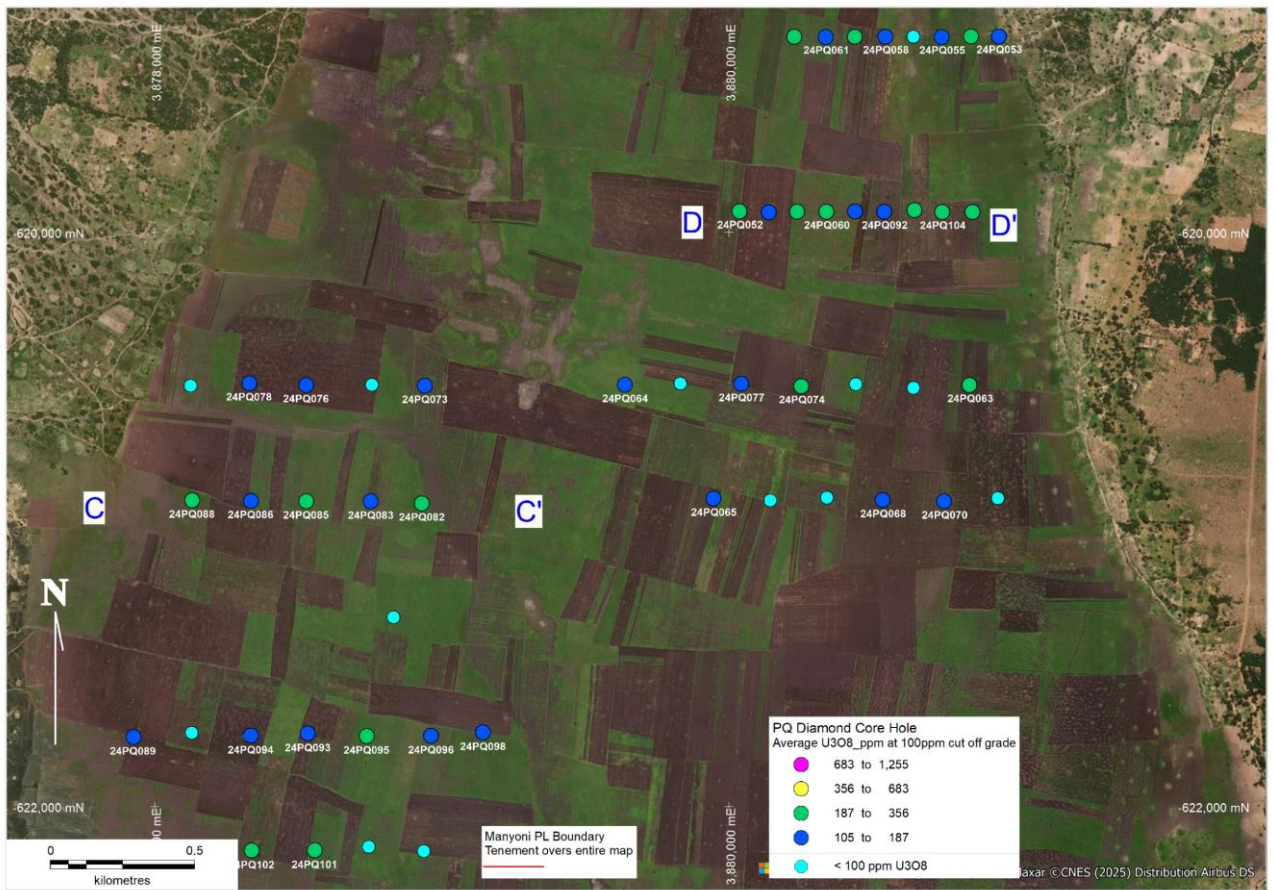 3,878,000 mE
3,880,000 mE
24PQ061 24PQ058 24PQ055 24PQ053
D D'
24PQ052 24PQ060 24PQ092 24PQ104
-620,000 mN -620,000 mN
24PQ078 24PQ076 24PQ073 24PQ064 24PQ077 24PQ074 24PQ063
C C'
24PQ088 24PQ086 24PQ085 24PQ083 24PQ082 24PQ065 24PQ068 24PQ070
N
24PQ089 24PQ094 24PQ093 24PQ095 24PQ096 24PQ098
PQ Diamond Core Hole
Average U3O8_ppm at 100ppm cut off grade
683 to 1,255
356 to 683
187 to 356
105 to 187
< 100 ppm U3O8
-622,000 mN -622,000 mN
3,880,000 mE
0 0.5
kilometres
24PQ102 24PQ101
Manyoni PL Boundary
Tenement overs entire map
©CNES (2025) Distribution Airbus DS